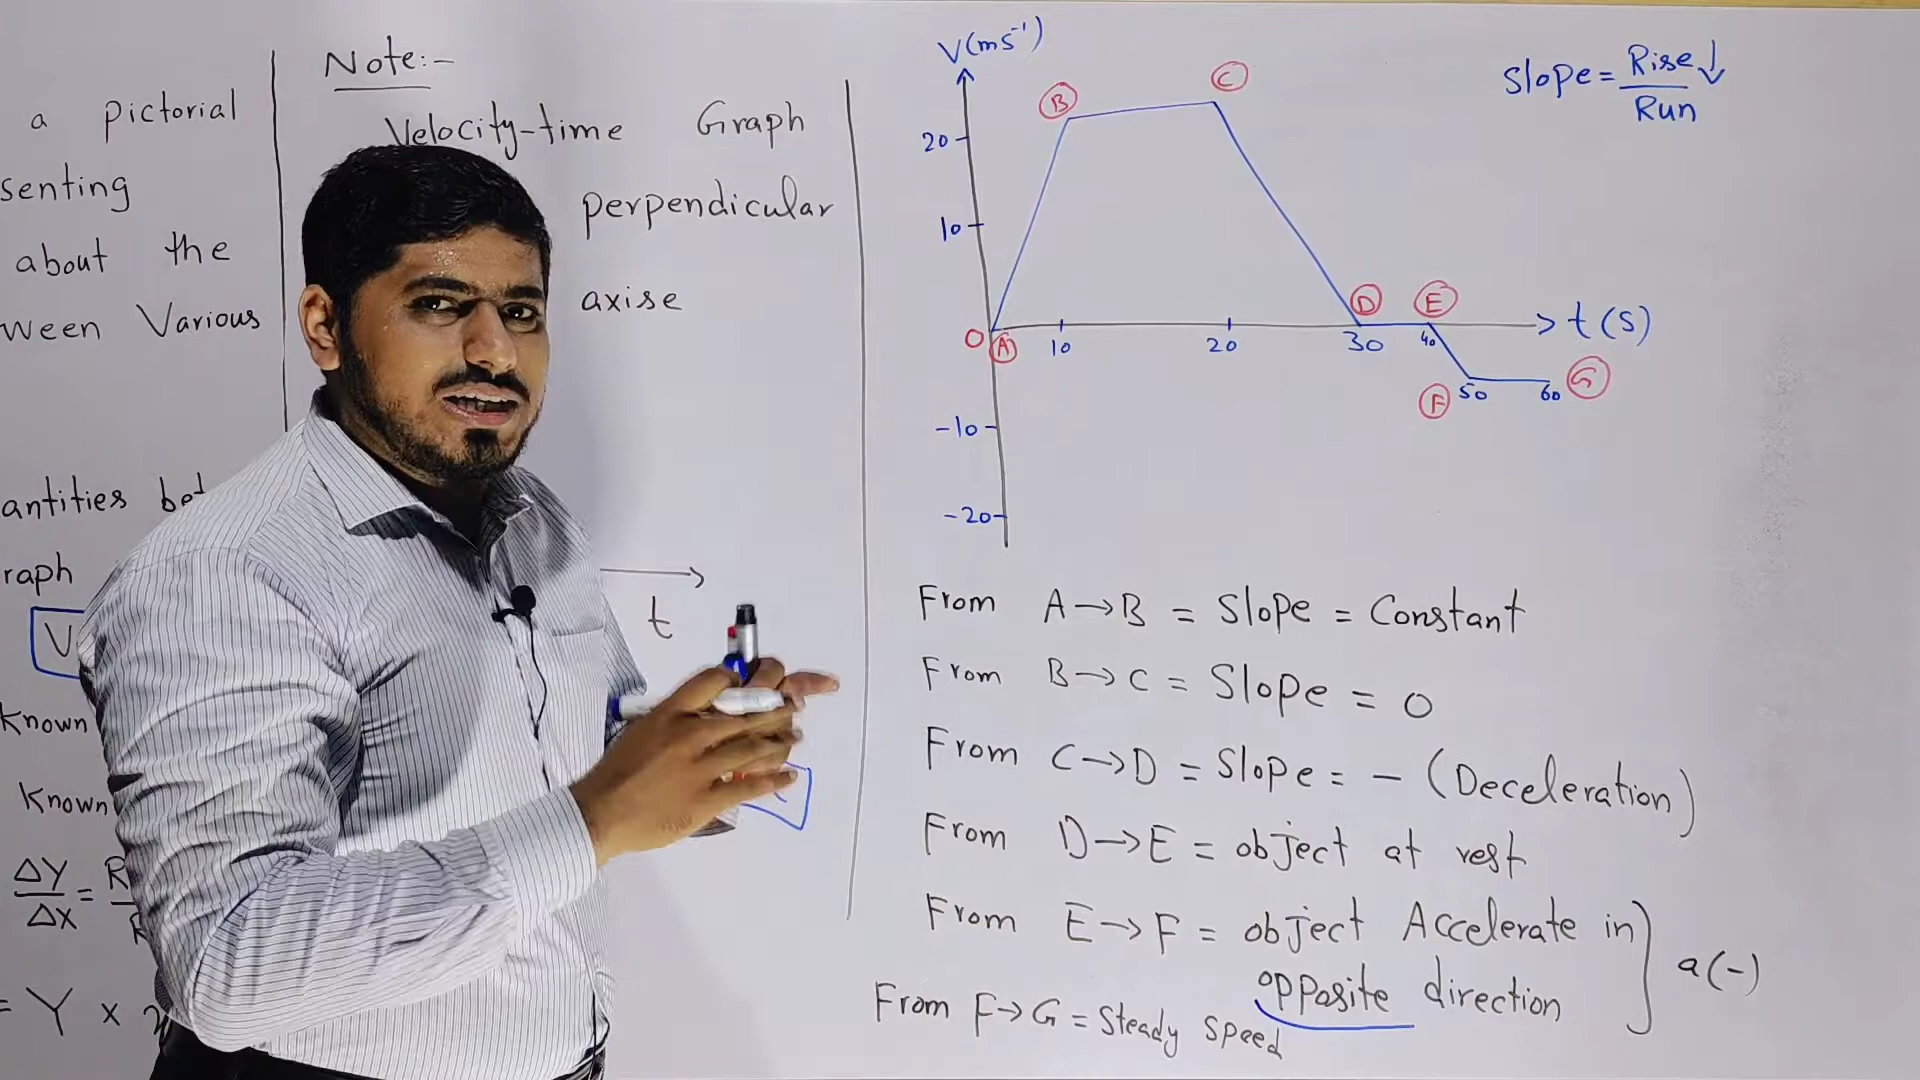 a pictorial
senting
about the
ween Various
antities bet
raph
V
known
known
ΔY/ΔX = R
= Y ×
Note:-
Velocity-time Graph
perpendicular
axise
t
V(ms⁻¹)
20
10
0
-10
-20
A
B
C
D
E
F
G
10 20 30 40 50 60
t(s)
Slope = Rise↓/Run
From A→B = Slope = Constant
From B→C = Slope = 0
From C→D = Slope = - (Deceleration)
From D→E = object at rest
From E→F = object Accelerate in
opposite direction
a(-)
From F→G = Steady Speed